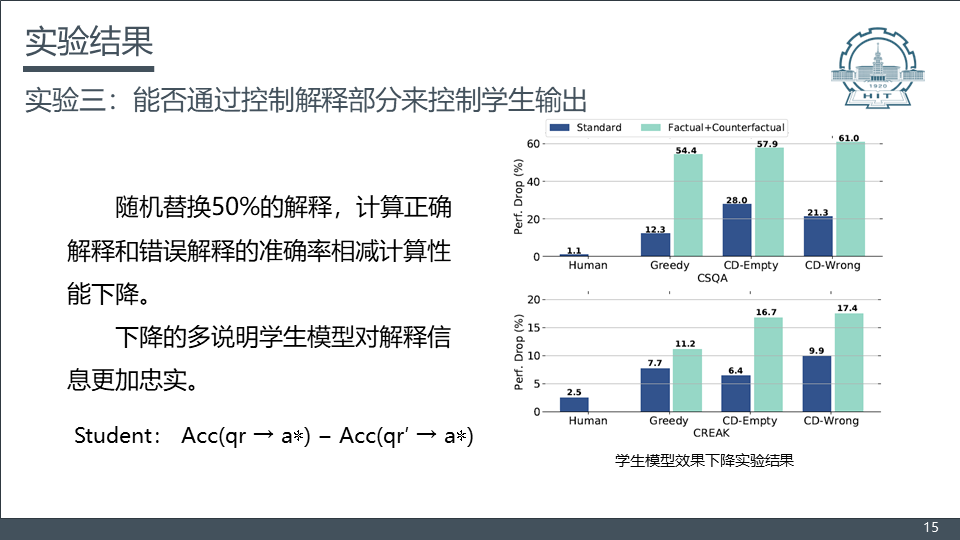 实验结果
实验三：能否通过控制解释部分来控制学生输出
1920
HIT
随机替换50%的解释，计算正确
解释和错误解释的准确率相减计算性
能下降。
下降的多说明学生模型对解释信
息更加忠实。
Student： Acc(qr → a∗) − Acc(qr′ → a∗)
Standard Factual+Counterfactual
Perf. Drop (%)
60
40
20
0
1.1
12.3
54.4
28.0
57.9
21.3
61.0
Human Greedy CD-Empty CD-Wrong
CSQA
Perf. Drop (%)
20
15
10
5
0
2.5
7.7
11.2
6.4
16.7
9.9
17.4
Human Greedy CD-Empty CD-Wrong
CREAK
学生模型效果下降实验结果
15